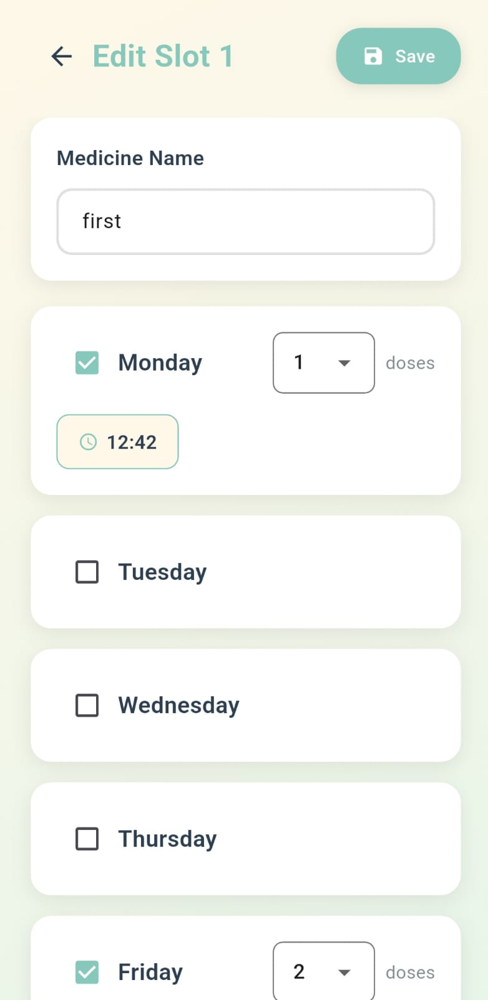 Edit Slot 1
Save
Medicine Name
first
Monday
1
doses
12:42
Tuesday
Wednesday
Thursday
Friday
2
doses